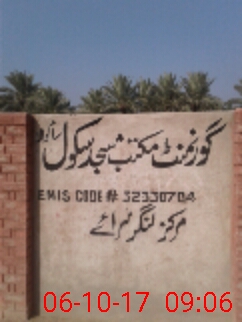 گورنمنٹ مکتب مسجد سکول
EMIS CODE # 32330704
مرکز لنگر سرائے
06-10-17 09:06